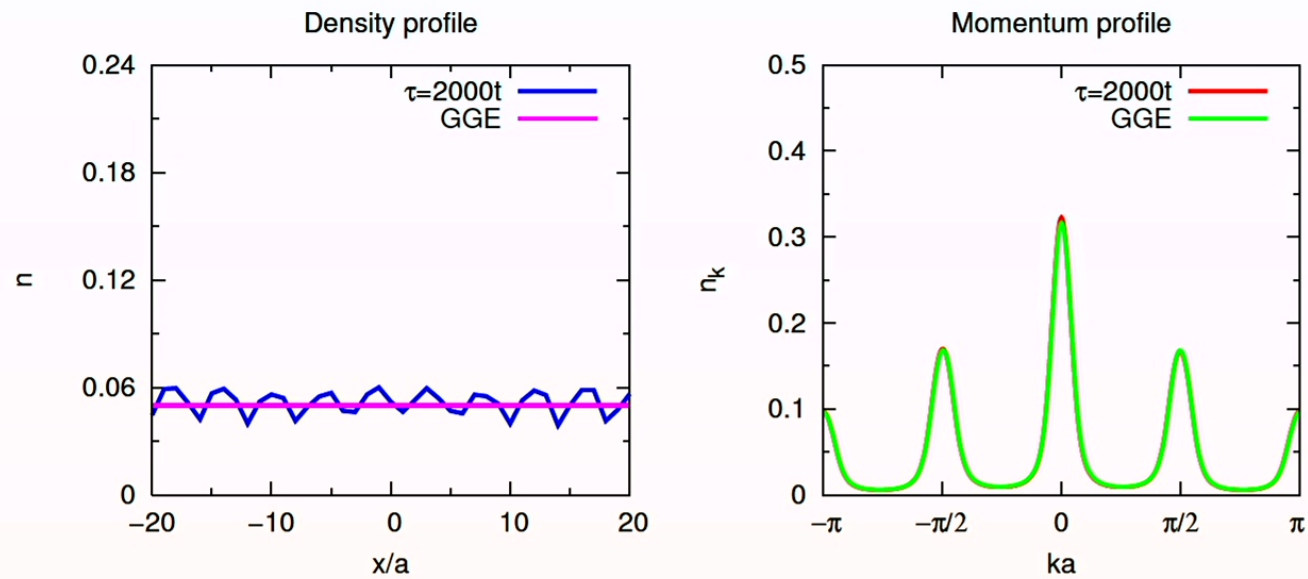 Density profile
n
0.24
0.18
0.12
0.06
0
τ=2000t
GGE
−20
−10
0
10
20
x/a
Momentum profile
nₖ
0.5
0.4
0.3
0.2
0.1
0
τ=2000t
GGE
−π
−π/2
0
π/2
π
ka